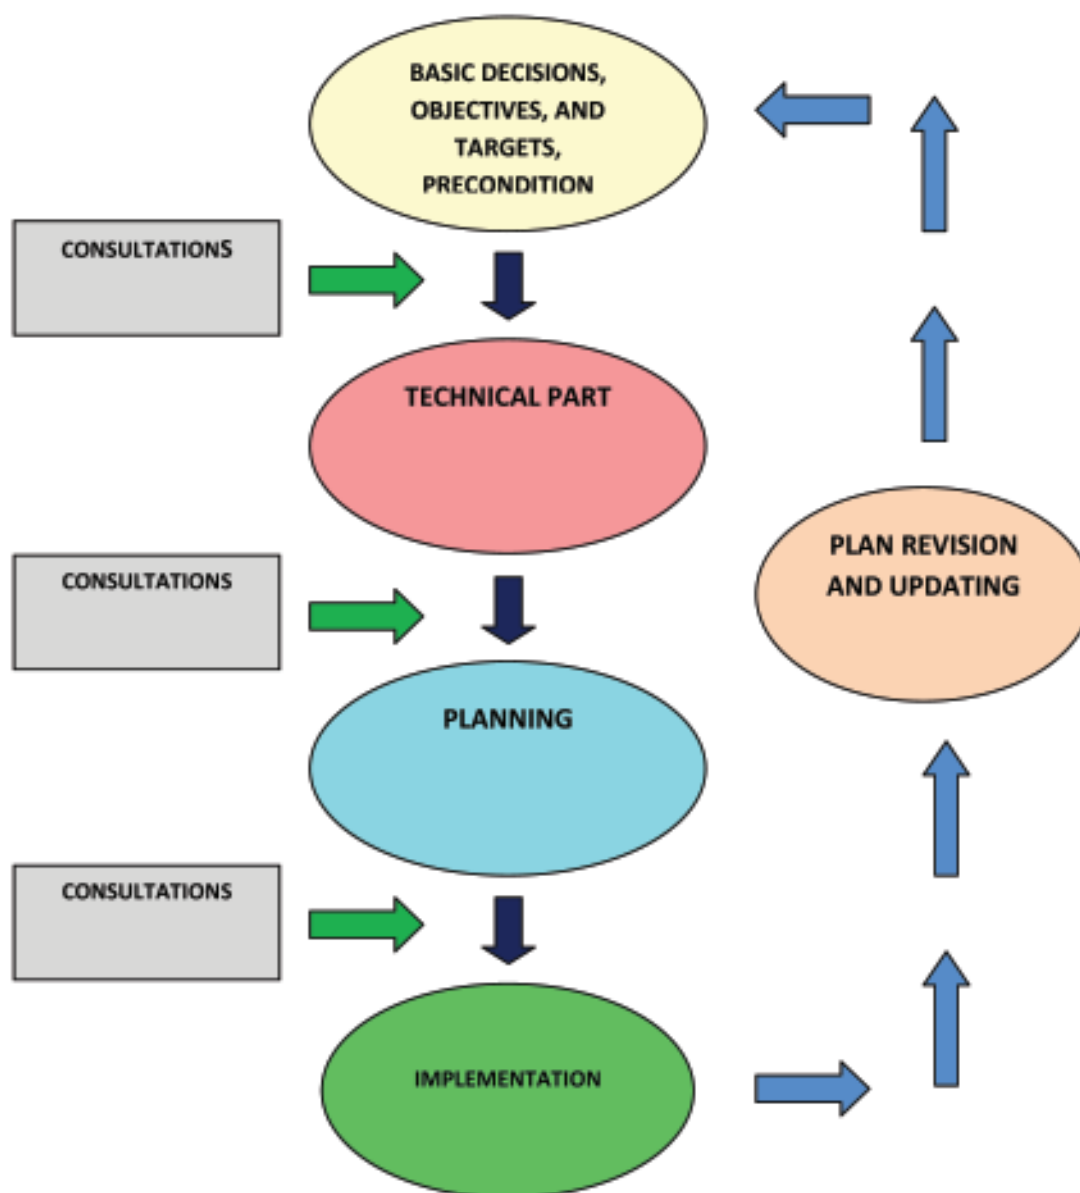 BASIC DECISIONS,
OBJECTIVES, AND
TARGETS,
PRECONDITION
CONSULTATIONS
TECHNICAL PART
CONSULTATIONS
PLAN REVISION
AND UPDATING
PLANNING
CONSULTATIONS
IMPLEMENTATION